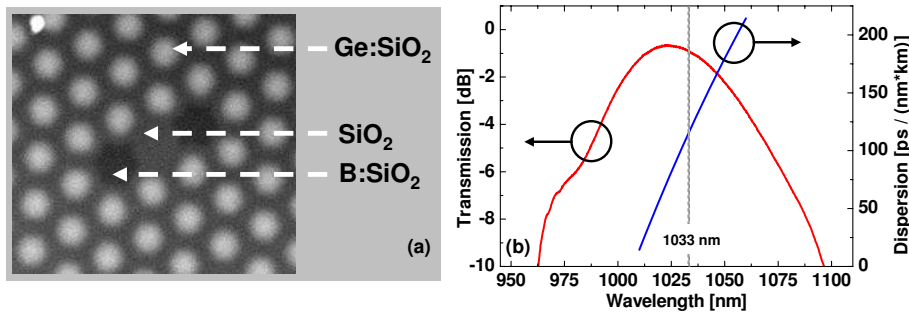 Ge:SiO₂
SiO₂
B:SiO₂
(a)
Transmission [dB]
0
-2
-4
-6
-8
-10
(b)
1033 nm
945 975 1000 1025 1050 1075 1100
Wavelength [nm]
200
150
100
50
0
Dispersion [ps / (nm*km)]